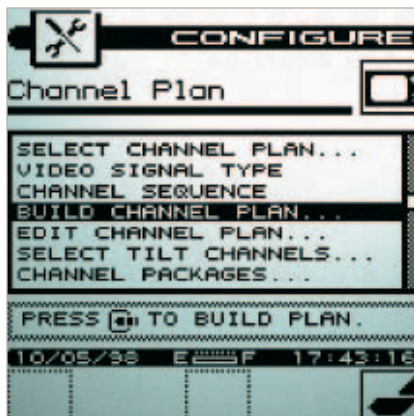 CONFIGURE
Channel Plan
SELECT CHANNEL PLAN...
VIDEO SIGNAL TYPE
CHANNEL SEQUENCE
BUILD CHANNEL PLAN...
EDIT CHANNEL PLAN...
SELECT TILT CHANNELS...
CHANNEL PACKAGES...
PRESS TO BUILD PLAN.
10/05/98 E F 17:43:16